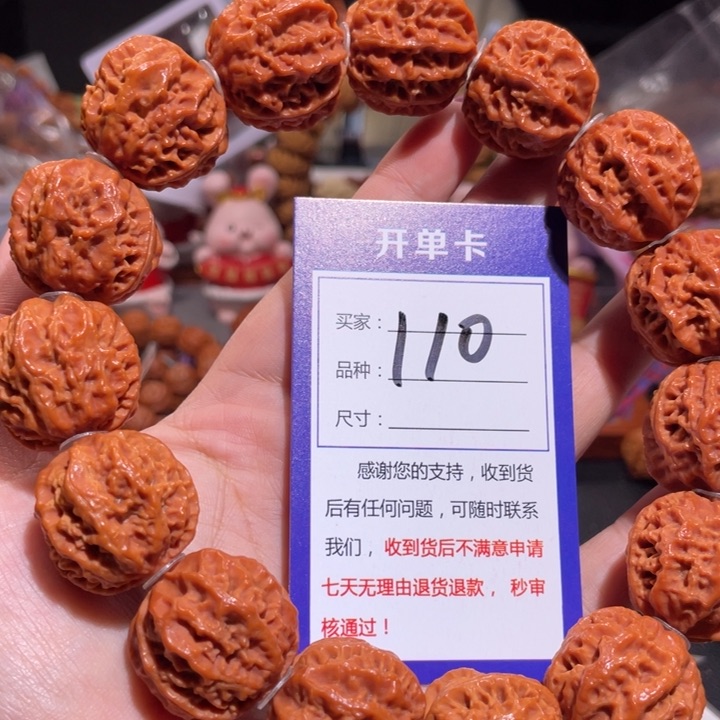 开单卡
买家：
110
品种：
尺寸：
感谢您的支持，收到货
后有任何问题，可随时联系
我们，收到货后不满意申请
七天无理由退货退款，秒审
核通过！